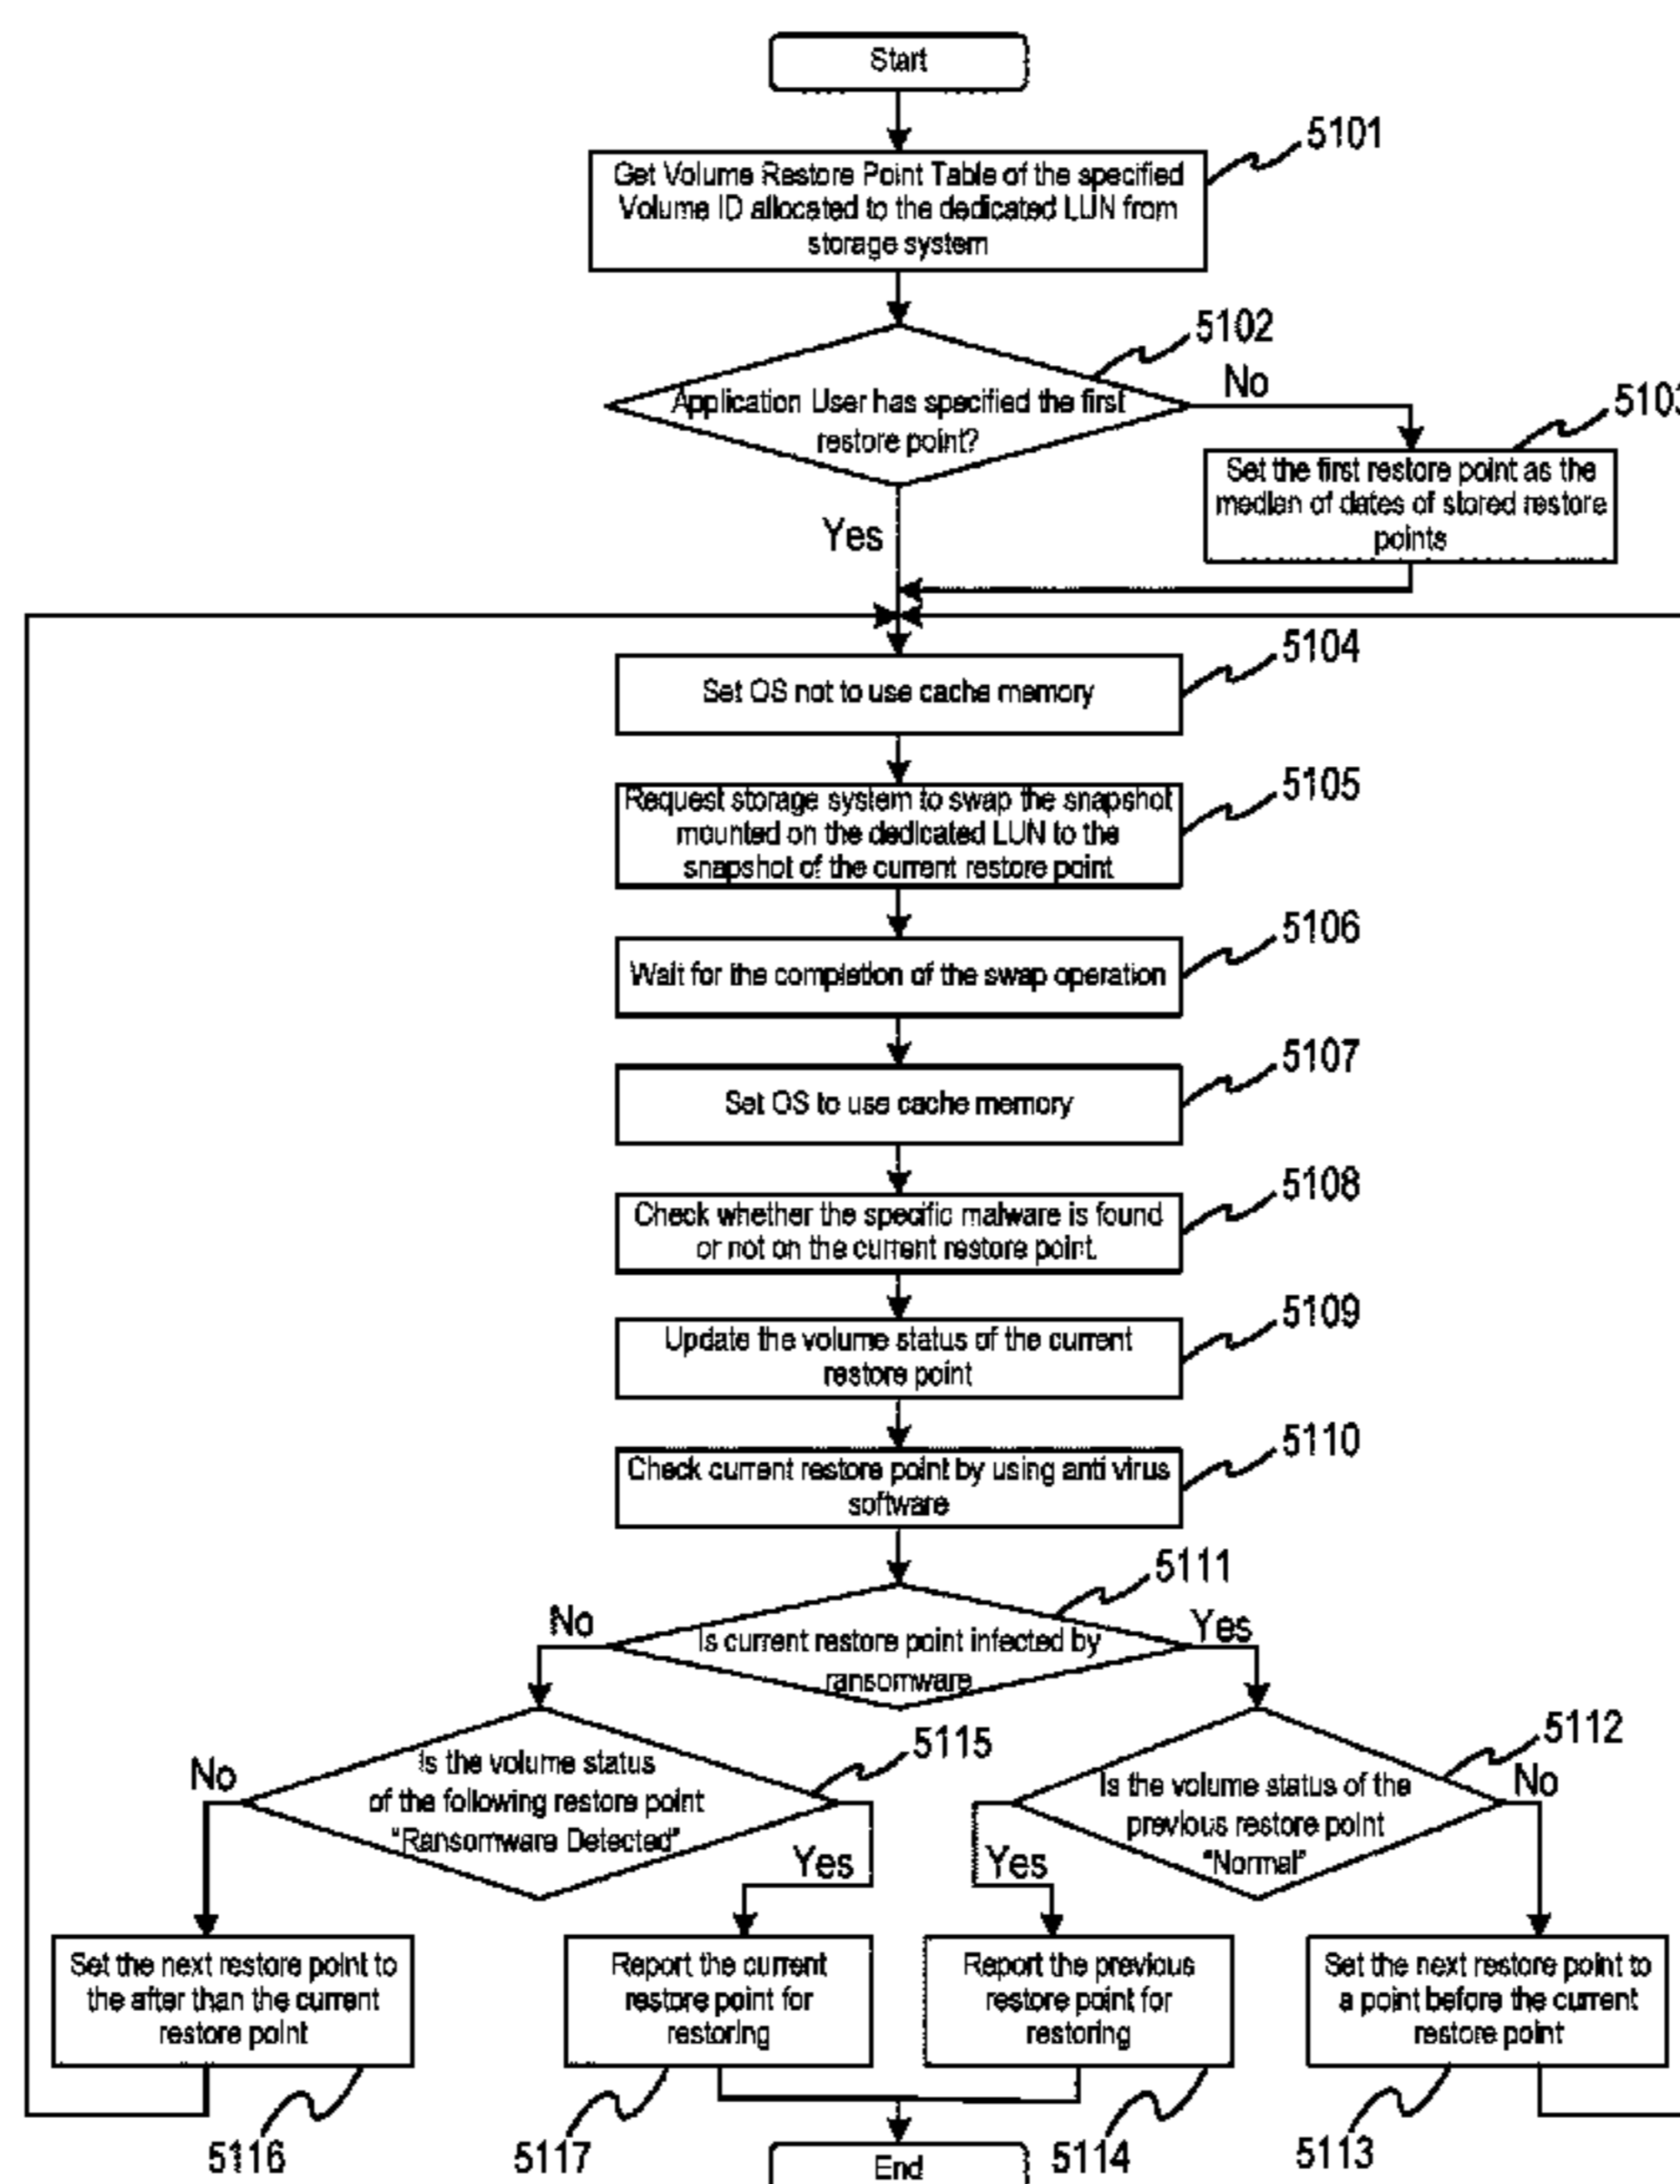 Start
5101
Get Volume Restore Point Table of the specified
Volume ID allocated to the dedicated LUN from
storage system
5102
Application User has specified the first
restore point?
No
5103
Set the first restore point as the
median of dates of stored restore
points
Yes
5104
Set OS not to use cache memory
5105
Request storage system to swap the snapshot
mounted on the dedicated LUN to the
snapshot of the current restore point
5106
Wait for the completion of the swap operation
5107
Set OS to use cache memory
5108
Check whether the specific malware is found
or not on the current restore point.
5109
Update the volume status of the current
restore point
5110
Check current restore point by using anti virus
software
5111
No
Is current restore point infected by
ransomware
Yes
5115
No
Is the volume status
of the following restore point
"Ransomware Detected"
Yes
5112
Is the volume status of the
previous restore point
"Normal"
Yes
No
Set the next restore point to
the after than the current
restore point
Report the current
restore point for
restoring
Report the previous
restore point for
restoring
Set the next restore point to
a point before the current
restore point
5116
5117
5114
5113
End